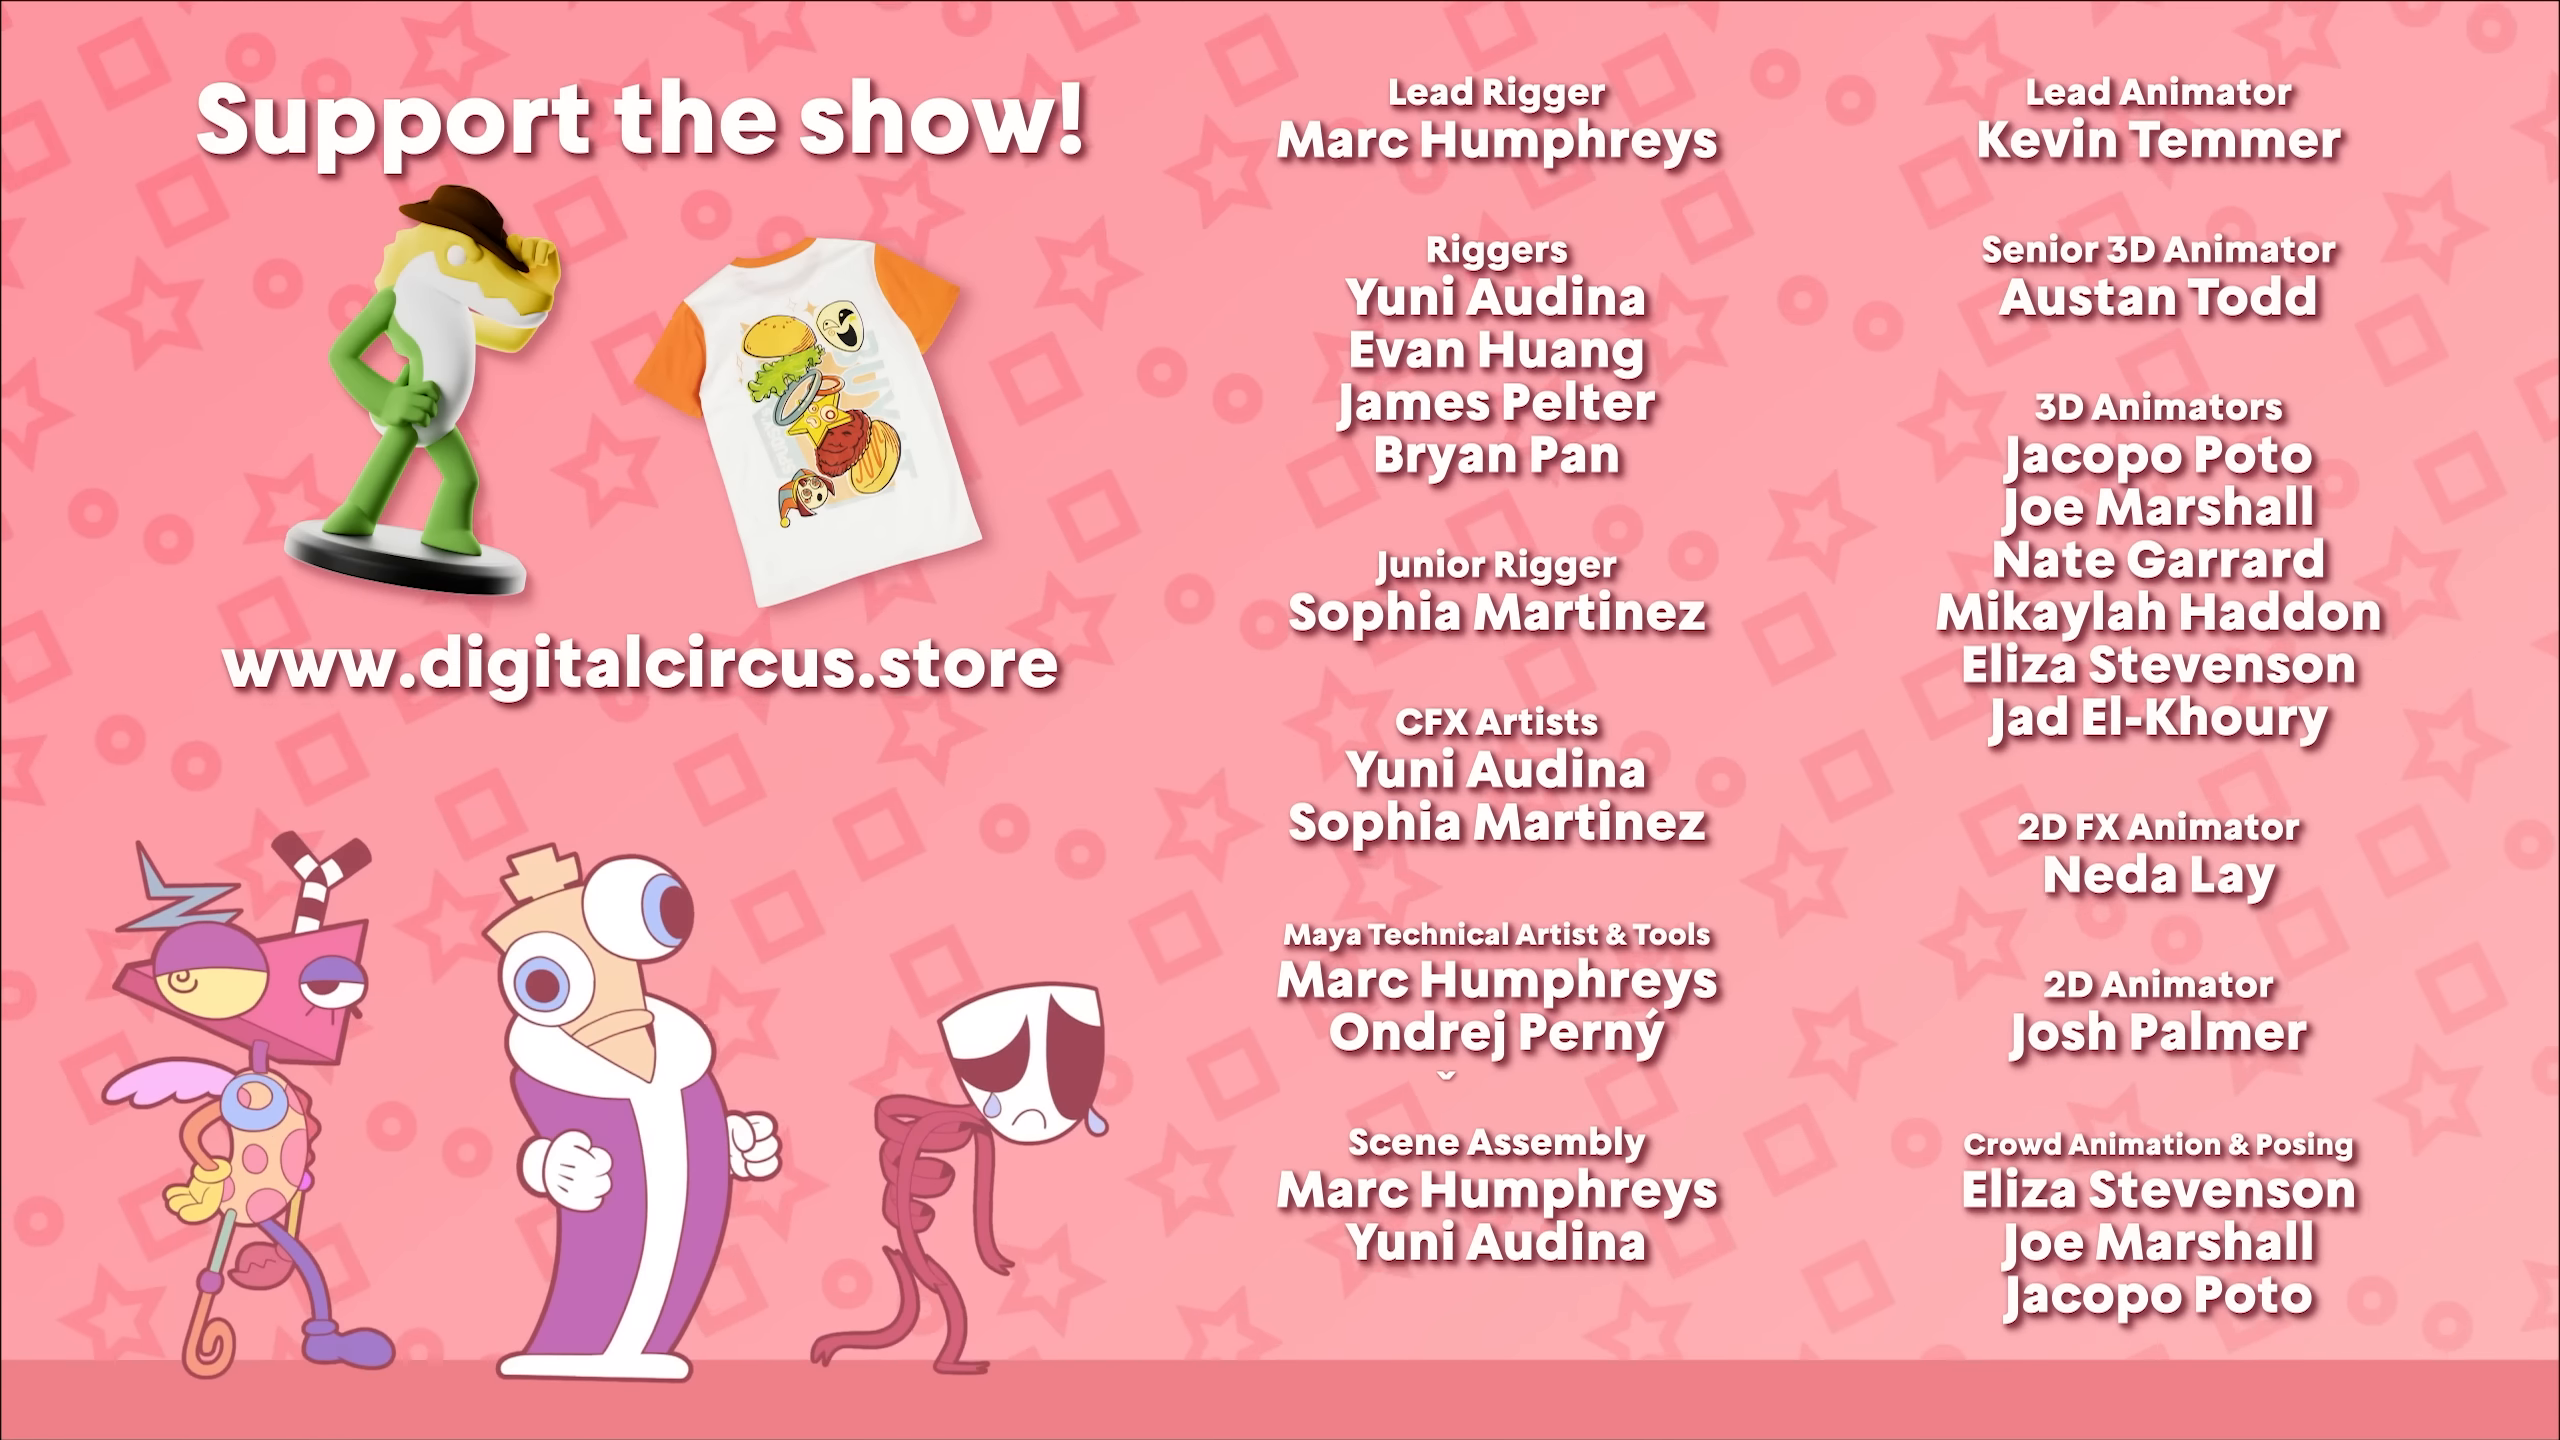 Support the show!
www.digitalcircus.store
Lead Rigger
Marc Humphreys
Riggers
Yuni Audina
Evan Huang
James Pelter
Bryan Pan
Junior Rigger
Sophia Martinez
CFX Artists
Yuni Audina
Sophia Martinez
Maya Technical Artist & Tools
Marc Humphreys
Ondrej Perný
Scene Assembly
Marc Humphreys
Yuni Audina
Lead Animator
Kevin Temmer
Senior 3D Animator
Austan Todd
3D Animators
Jacopo Poto
Joe Marshall
Nate Garrard
Mikaylah Haddon
Eliza Stevenson
Jad El-Khoury
2D FX Animator
Neda Lay
2D Animator
Josh Palmer
Crowd Animation & Posing
Eliza Stevenson
Joe Marshall
Jacopo Poto